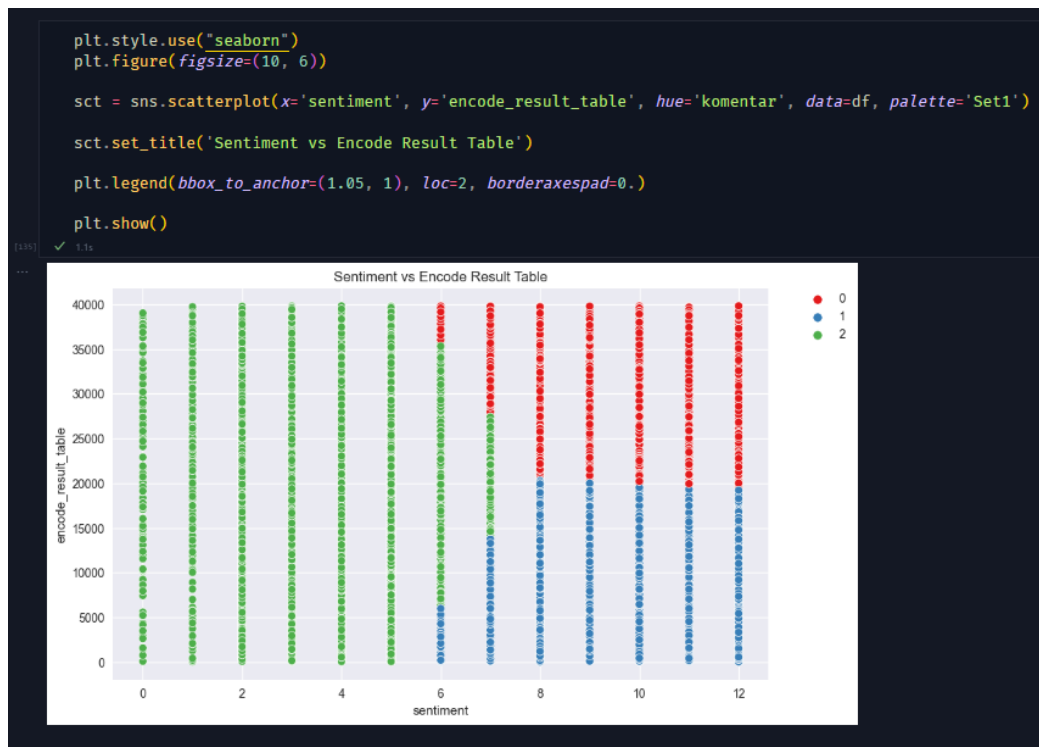 plt.style.use("seaborn")
plt.figure(figsize=(10, 6))
sct = sns.scatterplot(x='sentiment', y='encode_result_table', hue='komentar', data=df, palette='Set1')
sct.set_title('Sentiment vs Encode Result Table')
plt.legend(bbox_to_anchor=(1.05, 1), loc=2, borderaxespad=0.)
plt.show()
[135] ✓ 1.1s
...
Sentiment vs Encode Result Table
0
1
2
encode_result_table
40000
35000
30000
25000
20000
15000
10000
5000
0
0 2 4 6 8 10 12
sentiment